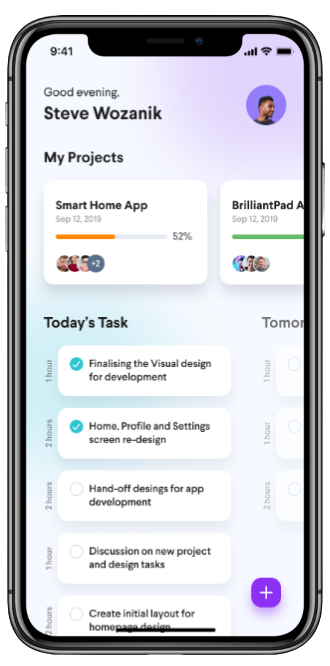 9:41
Good evening,
Steve Wozanik
My Projects
Smart Home App
Sep 12, 2019
52%
+2
BrilliantPad A
Sep 12, 2019
Today's Task
Tomor
1 hour
Finalising the Visual design
for development
2 hours
Home, Profile and Settings
screen re-design
2 hours
Hand-off desings for app
development
1 hour
Discussion on new project
and design tasks
2 hours
Create initial layout for
homepage design
1 hour
1 hour
2 hours
+